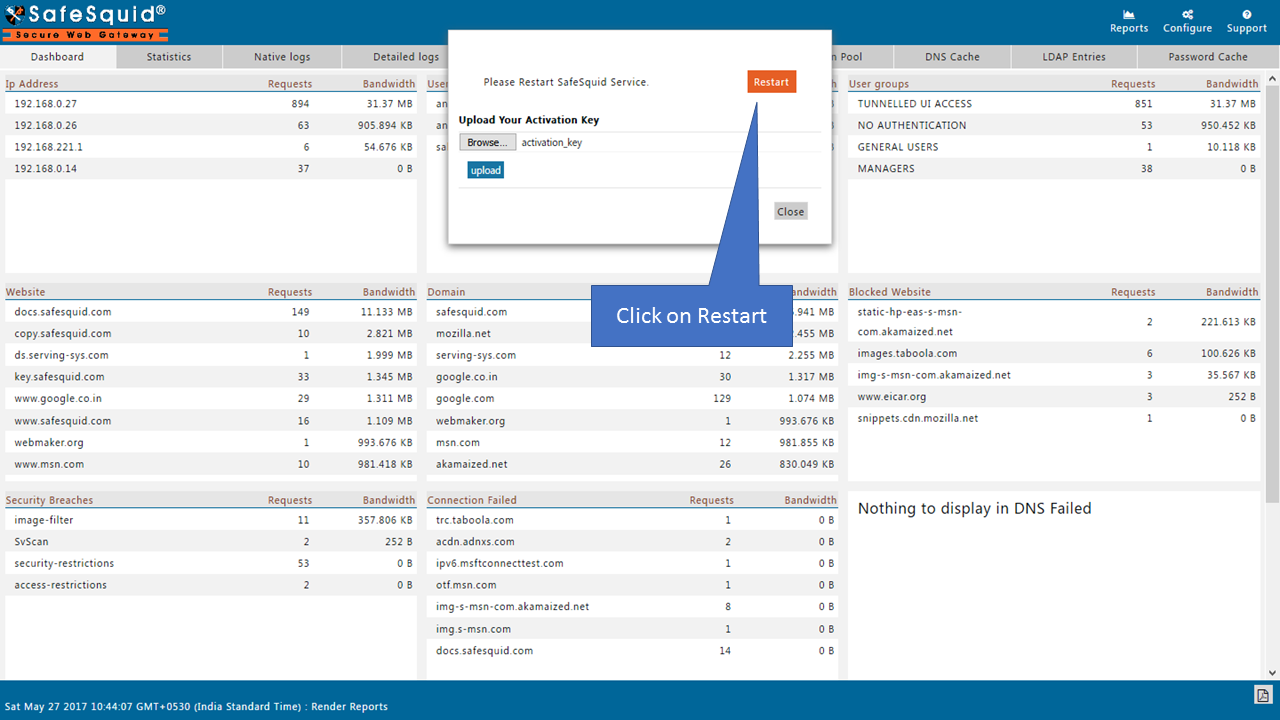 SafeSquid®
Secure Web Gateway
Reports Configure Support
Dashboard Statistics Native logs Detailed logs n Pool DNS Cache LDAP Entries Password Cache
Please Restart SafeSquid Service. Restart
Upload Your Activation Key
Browse... activation_key
upload
Close
Click on Restart
Ip Address Requests Bandwidth
192.168.0.27 894 31.37 MB
192.168.0.26 63 905.894 KB
192.168.221.1 6 54.676 KB
192.168.0.14 37 0 B
User
an
an
sa
User groups Requests Bandwidth
TUNNELLED UI ACCESS 851 31.37 MB
NO AUTHENTICATION 53 950.452 KB
GENERAL USERS 1 10.118 KB
MANAGERS 38 0 B
Website Requests Bandwidth
docs.safesquid.com 149 11.133 MB
copy.safesquid.com 10 2.821 MB
ds.serving-sys.com 1 1.999 MB
key.safesquid.com 33 1.345 MB
www.google.co.in 29 1.311 MB
www.safesquid.com 16 1.109 MB
webmaker.org 1 993.676 KB
www.msn.com 10 981.418 KB
Domain andwidth
safesquid.com .941 MB
mozilla.net .455 MB
serving-sys.com 12 2.255 MB
google.co.in 30 1.317 MB
google.com 129 1.074 MB
webmaker.org 1 993.676 KB
msn.com 12 981.855 KB
akamaized.net 26 830.049 KB
Blocked Website Requests Bandwidth
static-hp-eas-s-msn-
com.akamaized.net 2 221.613 KB
images.taboola.com 6 100.626 KB
img-s-msn-com.akamaized.net 3 35.567 KB
www.eicar.org 3 252 B
snippets.cdn.mozilla.net 1 0 B
Security Breaches Requests Bandwidth
image-filter 11 357.806 KB
SvScan 2 252 B
security-restrictions 53 0 B
access-restrictions 2 0 B
Connection Failed Requests Bandwidth
trc.taboola.com 1 0 B
acdn.adnxs.com 2 0 B
ipv6.msftconnecttest.com 1 0 B
otf.msn.com 1 0 B
img-s-msn-com.akamaized.net 8 0 B
img.s-msn.com 1 0 B
docs.safesquid.com 14 0 B
Nothing to display in DNS Failed
Sat May 27 2017 10:44:07 GMT+0530 (India Standard Time) : Render Reports